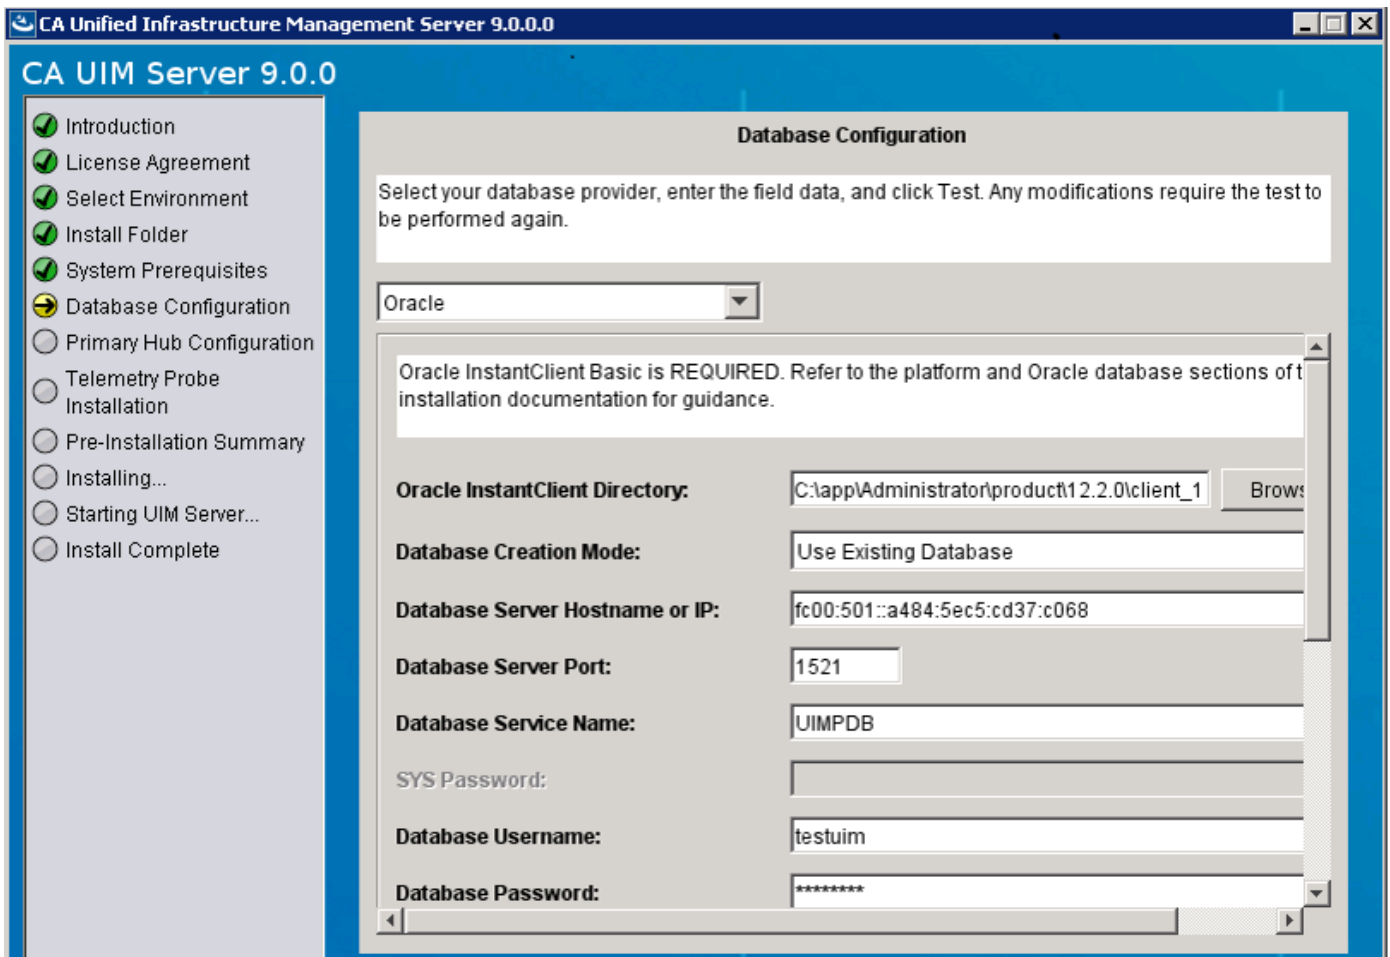 CA Unified Infrastructure Management Server 9.0.0.0
CA UIM Server 9.0.0
Introduction
License Agreement
Select Environment
Install Folder
System Prerequisites
Database Configuration
Primary Hub Configuration
Telemetry Probe
Installation
Pre-Installation Summary
Installing...
Starting UIM Server...
Install Complete
Database Configuration
Select your database provider, enter the field data, and click Test. Any modifications require the test to
be performed again.
Oracle
Oracle InstantClient Basic is REQUIRED. Refer to the platform and Oracle database sections of t
installation documentation for guidance.
Oracle InstantClient Directory: C:\app\Administrator\product\12.2.0\client_1 Brows
Database Creation Mode: Use Existing Database
Database Server Hostname or IP: fc00:501::a484:5ec5:cd37:c068
Database Server Port: 1521
Database Service Name: UIMPDB
SYS Password:
Database Username: testuim
Database Password: ********